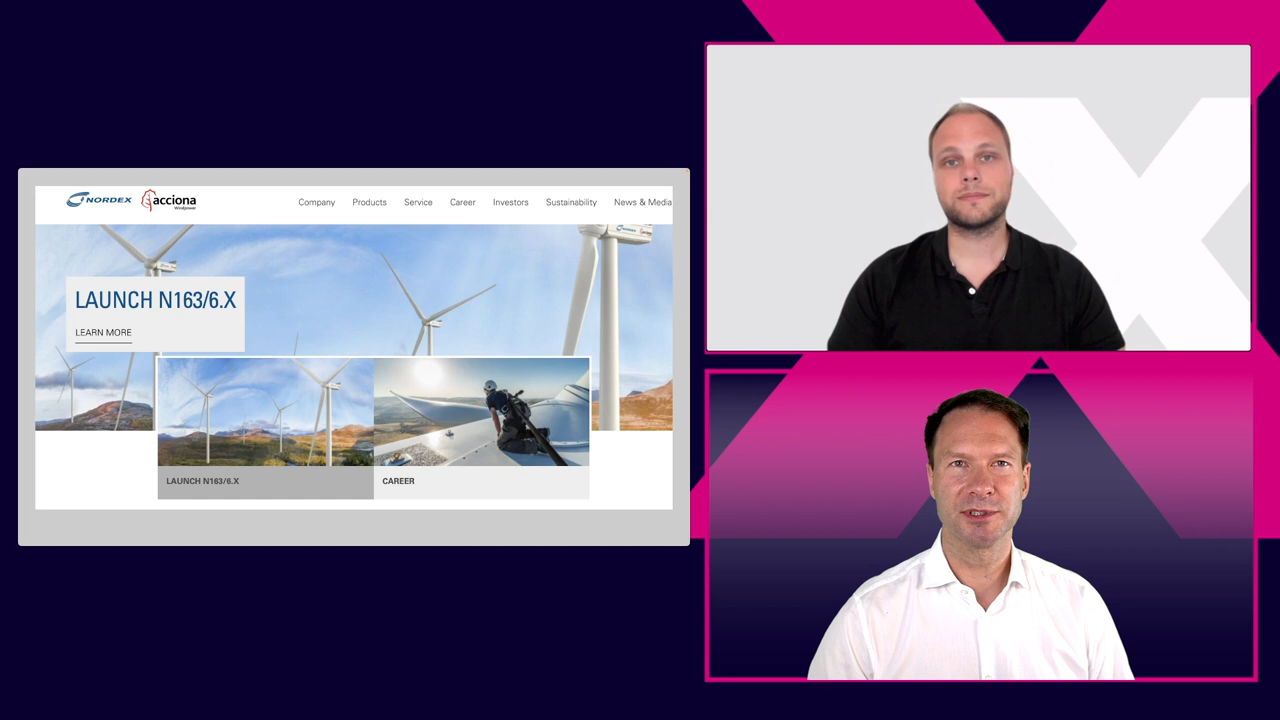 NORDEX acciona
Windpower
Company Products Service Career Investors Sustainability News & Media
LAUNCH N163/6.X
LEARN MORE
LAUNCH N163/6.X
CAREER